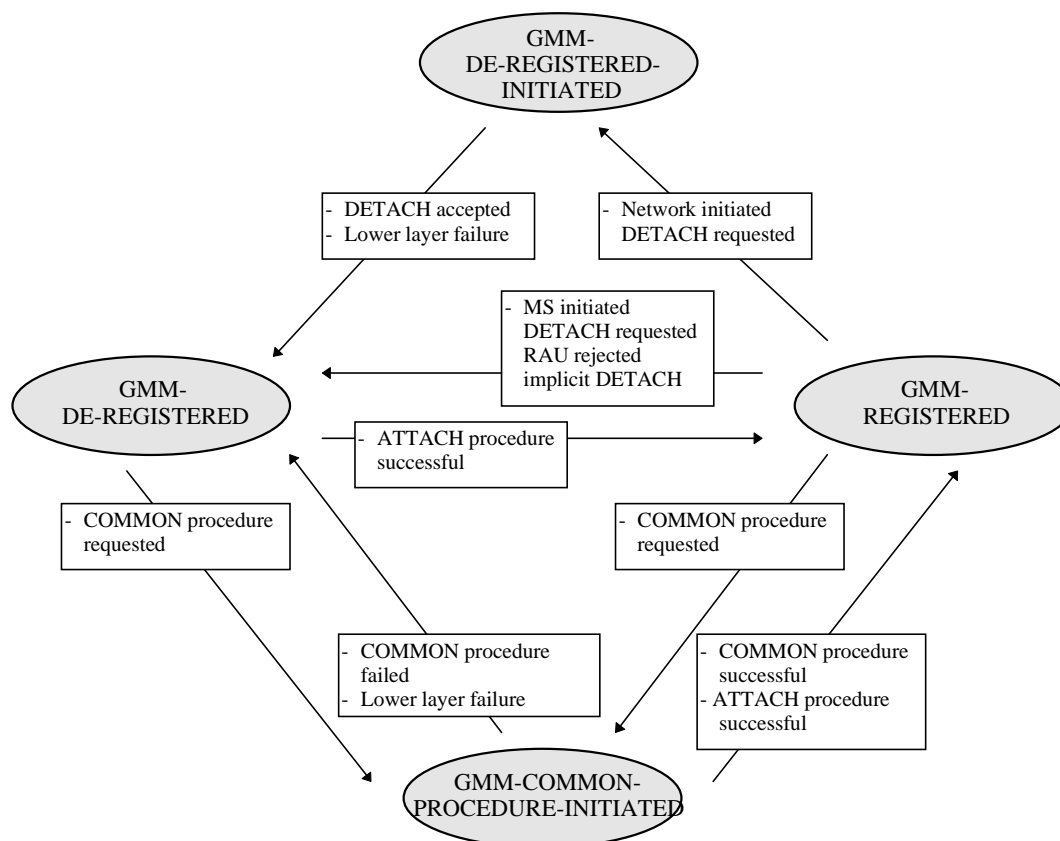 GMM-
DE-REGISTERED-
INITIATED
- DETACH accepted
- Lower layer failure
- Network initiated
DETACH requested
- MS initiated
DETACH requested
RAU rejected
implicit DETACH
GMM-
DE-REGISTERED
GMM-
REGISTERED
- ATTACH procedure
successful
- COMMON procedure
requested
- COMMON procedure
requested
- COMMON procedure
failed
- Lower layer failure
- COMMON procedure
successful
- ATTACH procedure
successful
GMM-COMMON-
PROCEDURE-INITIATED